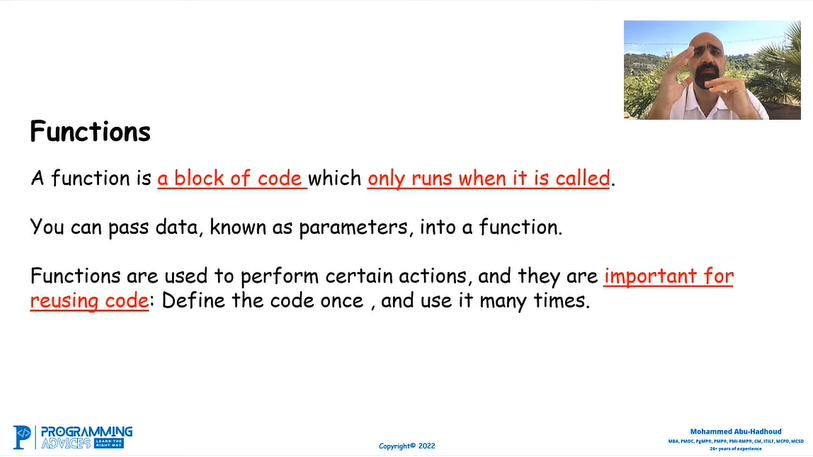 Functions
A function is a block of code which only runs when it is called.
You can pass data, known as parameters, into a function.
Functions are used to perform certain actions, and they are important for
reusing code: Define the code once , and use it many times.
PROGRAMMING
ADVICES LEARN THE RIGHT WAY
Copyright© 2022
Mohammed Abu-Hadhoud
MBA, PMOC, PgMP®, PMP®, PMI-RMP®, CM, ITILF, MCPD, MCSD
26+ years of experience